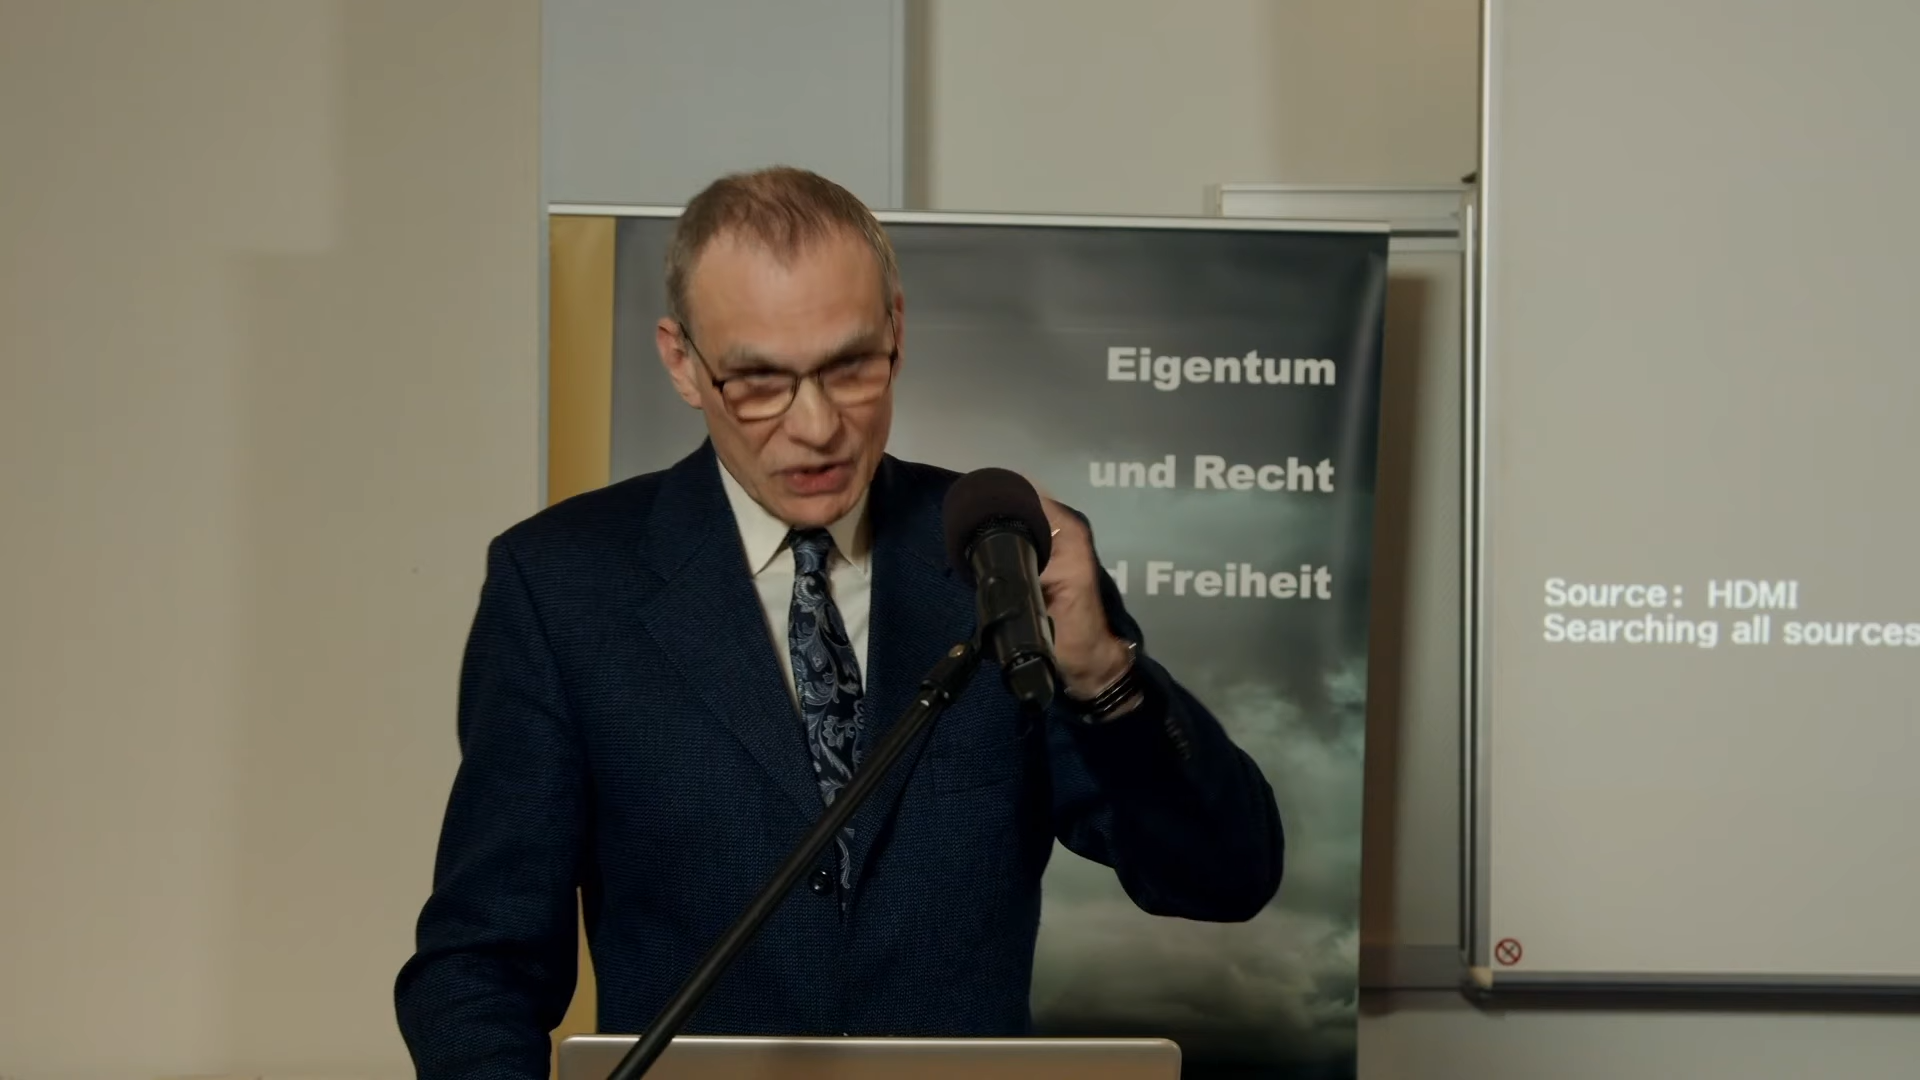 Eigentum
und Recht
d Freiheit
Source: HDMI
Searching all sources